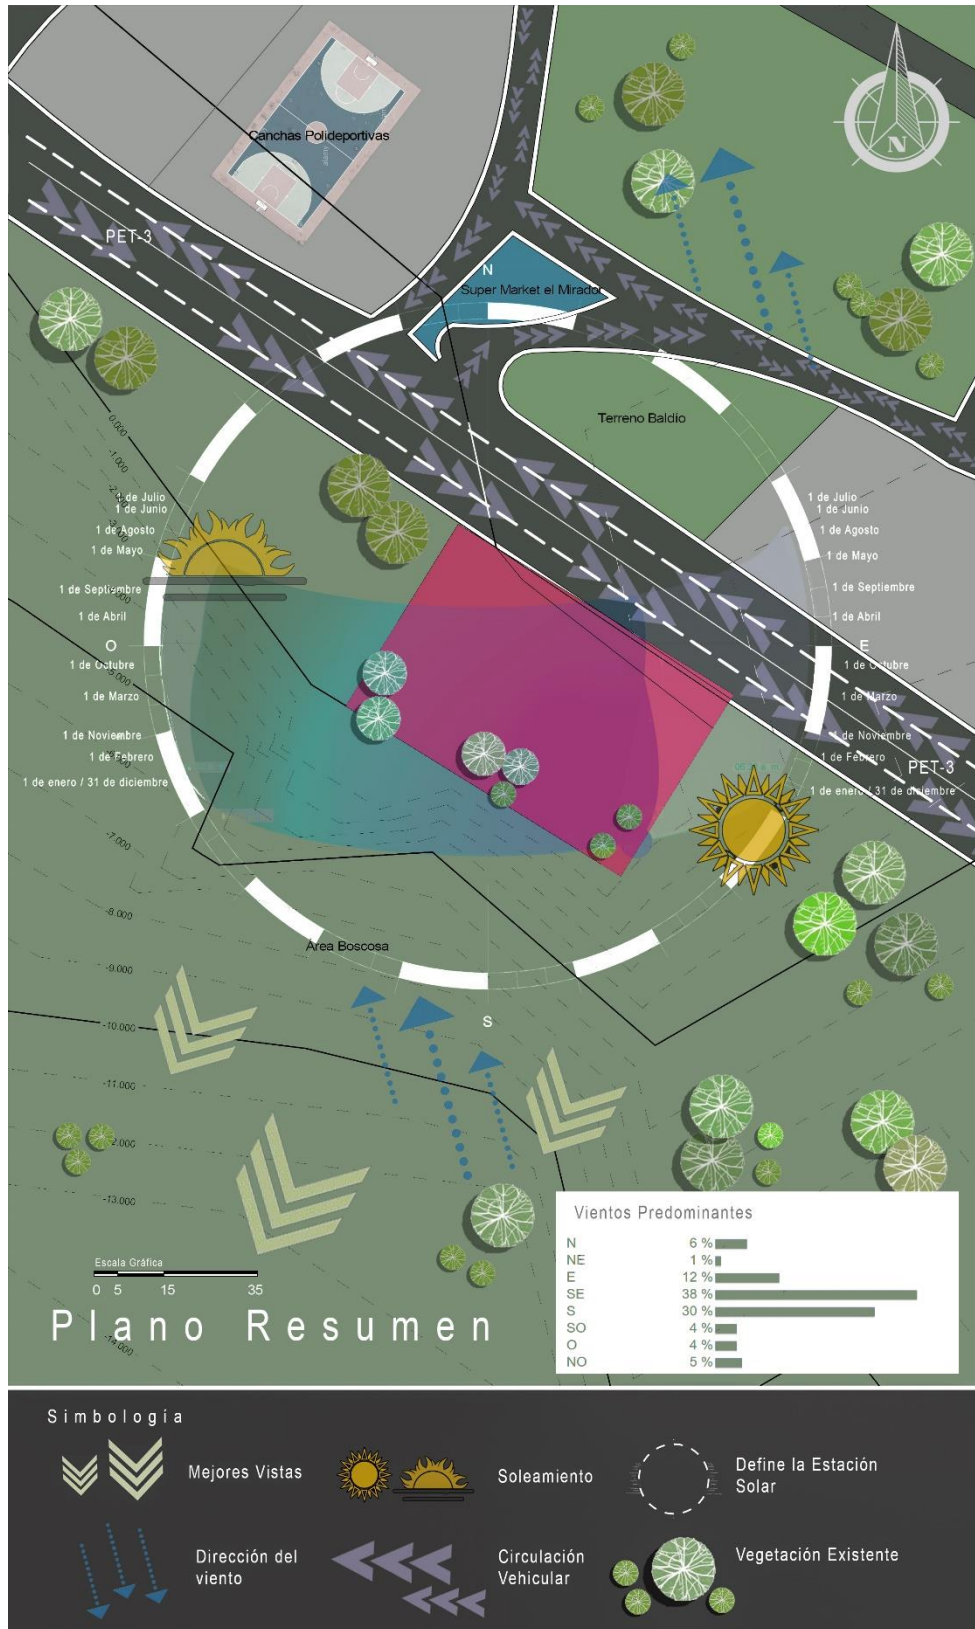 Canchas Polideportivas
N
PET-3
N
Super Market el Mirador
Terreno Baldio
0.000
-1.000
1 de Julio
1 de Junio
1 de Agosto
1 de Mayo
1 de Septiembre
1 de Abril
O
1 de Octubre
1 de Marzo
1 de Noviembre
1 de Febrero
1 de enero / 31 de diciembre
1 de Julio
1 de Junio
1 de Agosto
1 de Mayo
1 de Septiembre
1 de Abril
E
1 de Octubre
1 de Marzo
1 de Noviembre
1 de Febrero
PET-3
1 de enero / 31 de diciembre
-7.000
-8.000
Área Boscosa
-9.000
S
-10.000
-11.000
-13.000
-14.000
Escala Gráfica
0 5 15 35
Plano Resumen
Vientos Predominantes
N 6 %
NE 1 %
E 12 %
SE 38 %
S 30 %
SO 4 %
O 4 %
NO 5 %
Simbología
Mejores Vistas
Soleamiento
Define la Estación
Solar
Dirección del
viento
Circulación
Vehicular
Vegetación Existente